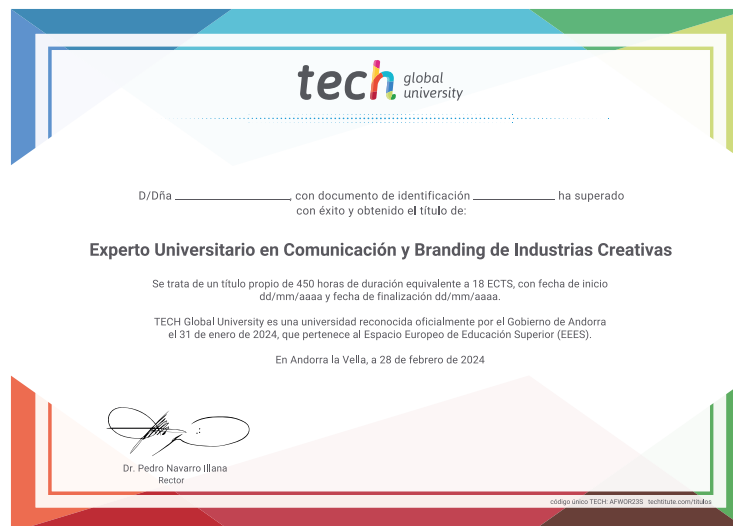 tech global university
D/Dña ____________________, con documento de identificación ______________ ha superado
con éxito y obtenido el título de:
Experto Universitario en Comunicación y Branding de Industrias Creativas
Se trata de un título propio de 450 horas de duración equivalente a 18 ECTS, con fecha de inicio
dd/mm/aaaa y fecha de finalización dd/mm/aaaa.
TECH Global University es una universidad reconocida oficialmente por el Gobierno de Andorra
el 31 de enero de 2024, que pertenece al Espacio Europeo de Educación Superior (EEES).
En Andorra la Vella, a 28 de febrero de 2024
Dr. Pedro Navarro Illana
Rector
código único TECH: AFWOR23S techtitute.com/titulos